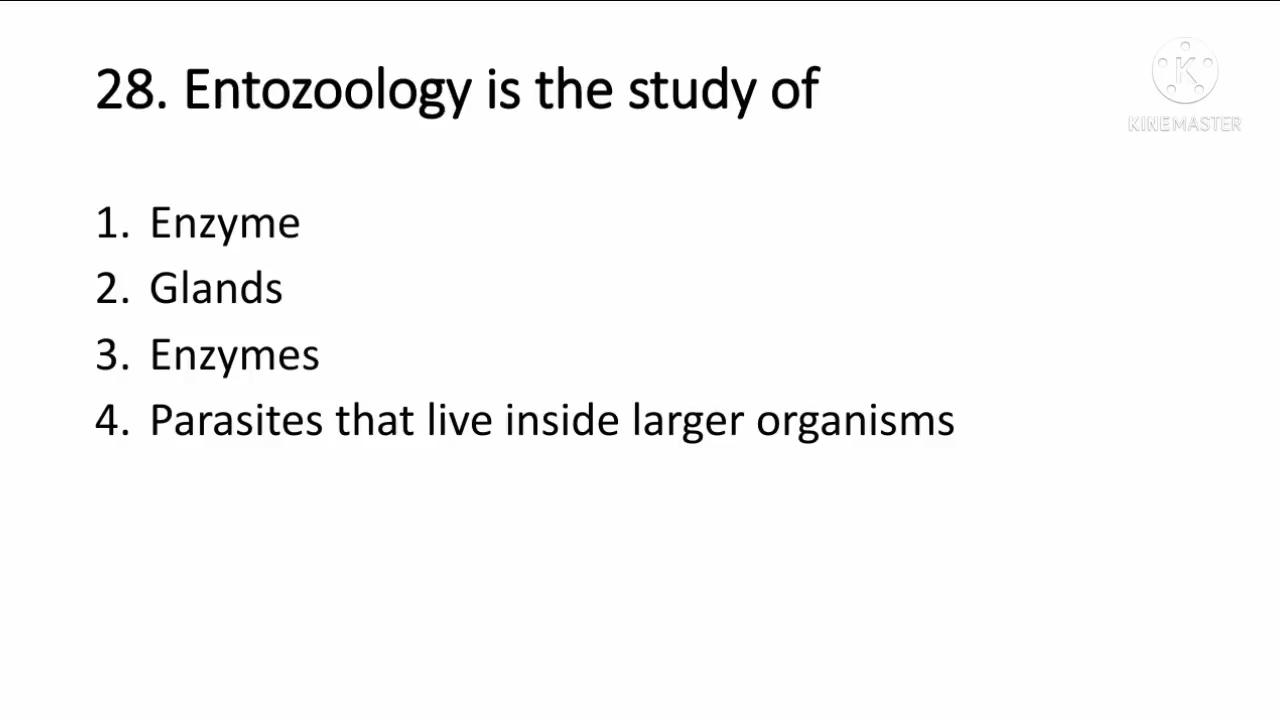 28. Entozoology is the study of
K
KINEMASTER
1. Enzyme
2. Glands
3. Enzymes
4. Parasites that live inside larger organisms